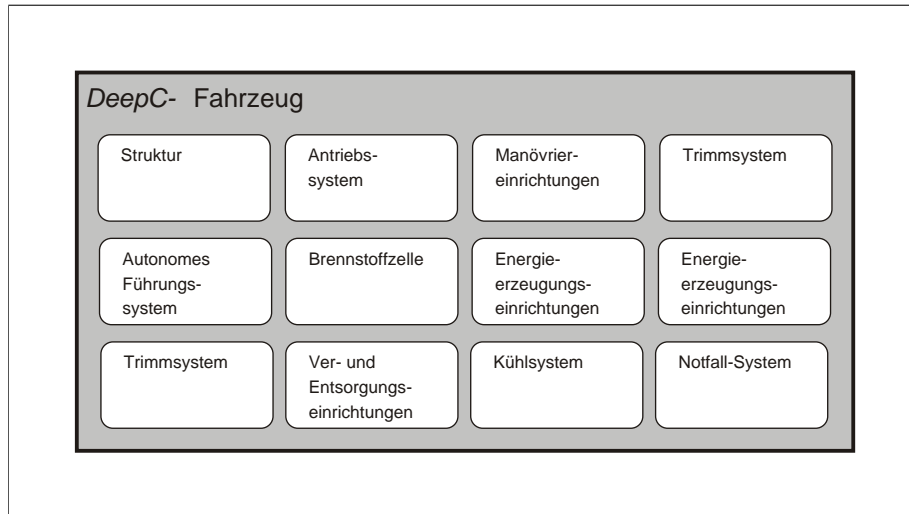 DeepC- Fahrzeug
Struktur
Antriebs-
system
Manövrier-
einrichtungen
Trimmsystem
Autonomes
Führungs-
system
Brennstoffzelle
Energie-
erzeugungs-
einrichtungen
Energie-
erzeugungs-
einrichtungen
Trimmsystem
Ver- und
Entsorgungs-
einrichtungen
Kühlsystem
Notfall-System